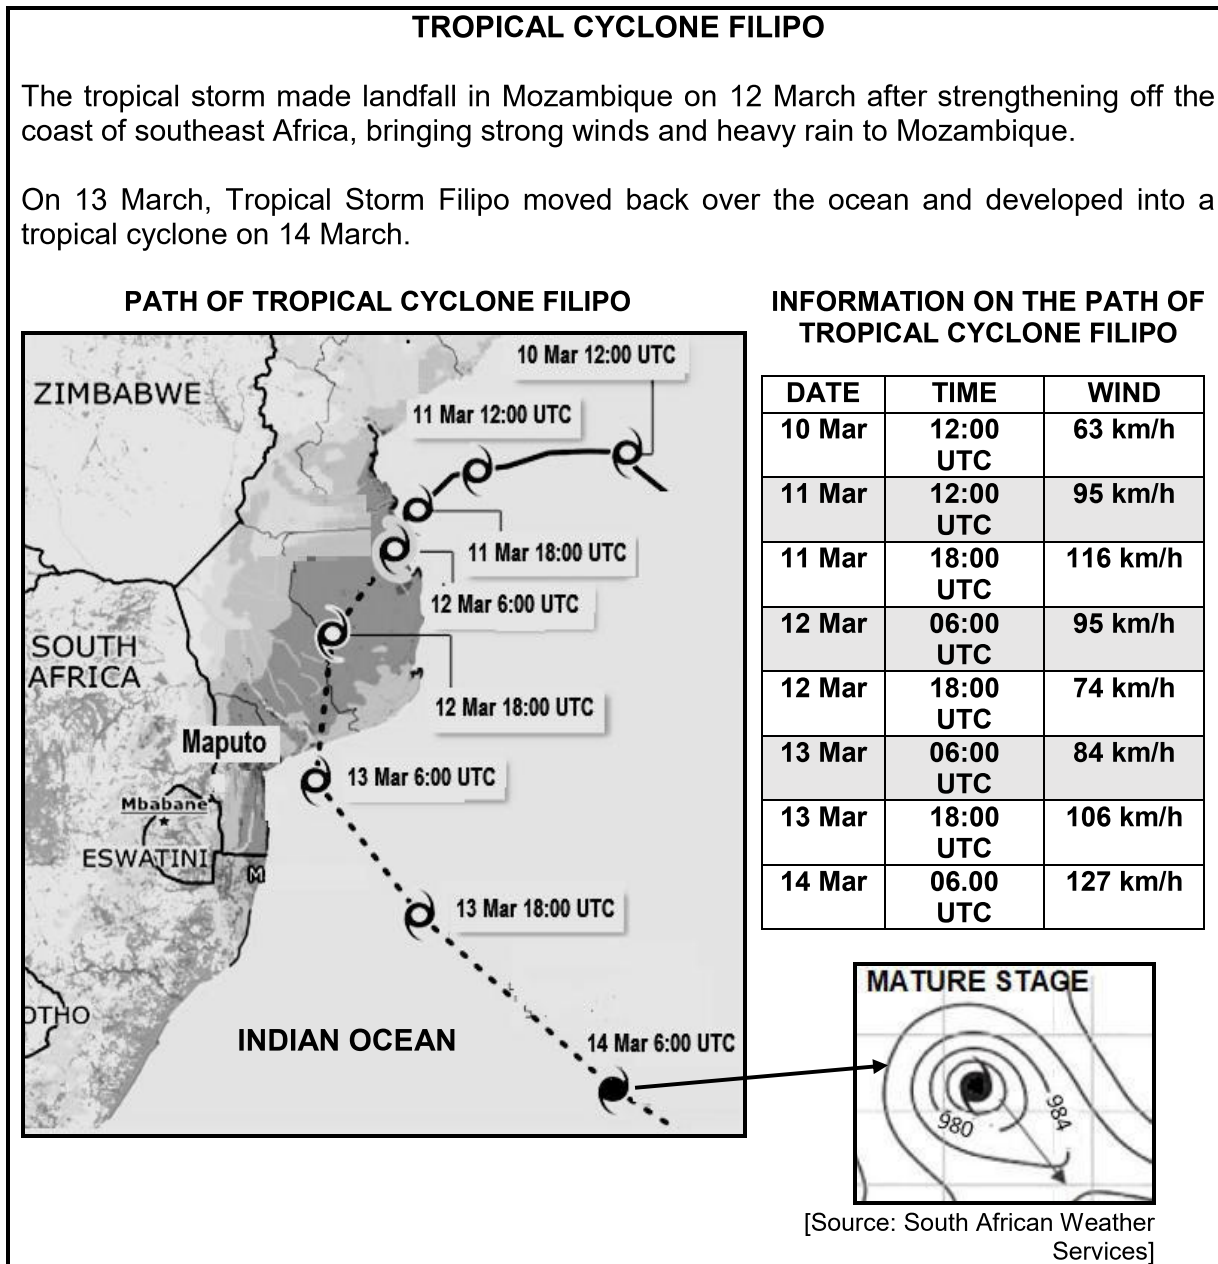 TROPICAL CYCLONE FILIPO
The tropical storm made landfall in Mozambique on 12 March after strengthening off the
coast of southeast Africa, bringing strong winds and heavy rain to Mozambique.
On 13 March, Tropical Storm Filipo moved back over the ocean and developed into a
tropical cyclone on 14 March.
PATH OF TROPICAL CYCLONE FILIPO
ZIMBABWE
10 Mar 12:00 UTC
11 Mar 12:00 UTC
11 Mar 18:00 UTC
12 Mar 6:00 UTC
SOUTH
AFRICA
12 Mar 18:00 UTC
Maputo
13 Mar 6:00 UTC
Mbabane
ESWATINI
M
13 Mar 18:00 UTC
OTHO
INDIAN OCEAN
14 Mar 6:00 UTC
INFORMATION ON THE PATH OF
TROPICAL CYCLONE FILIPO
DATE TIME WIND
10 Mar 12:00 63 km/h
UTC
11 Mar 12:00 95 km/h
UTC
11 Mar 18:00 116 km/h
UTC
12 Mar 06:00 95 km/h
UTC
12 Mar 18:00 74 km/h
UTC
13 Mar 06:00 84 km/h
UTC
13 Mar 18:00 106 km/h
UTC
14 Mar 06.00 127 km/h
UTC
MATURE STAGE
980
984
[Source: South African Weather
Services]